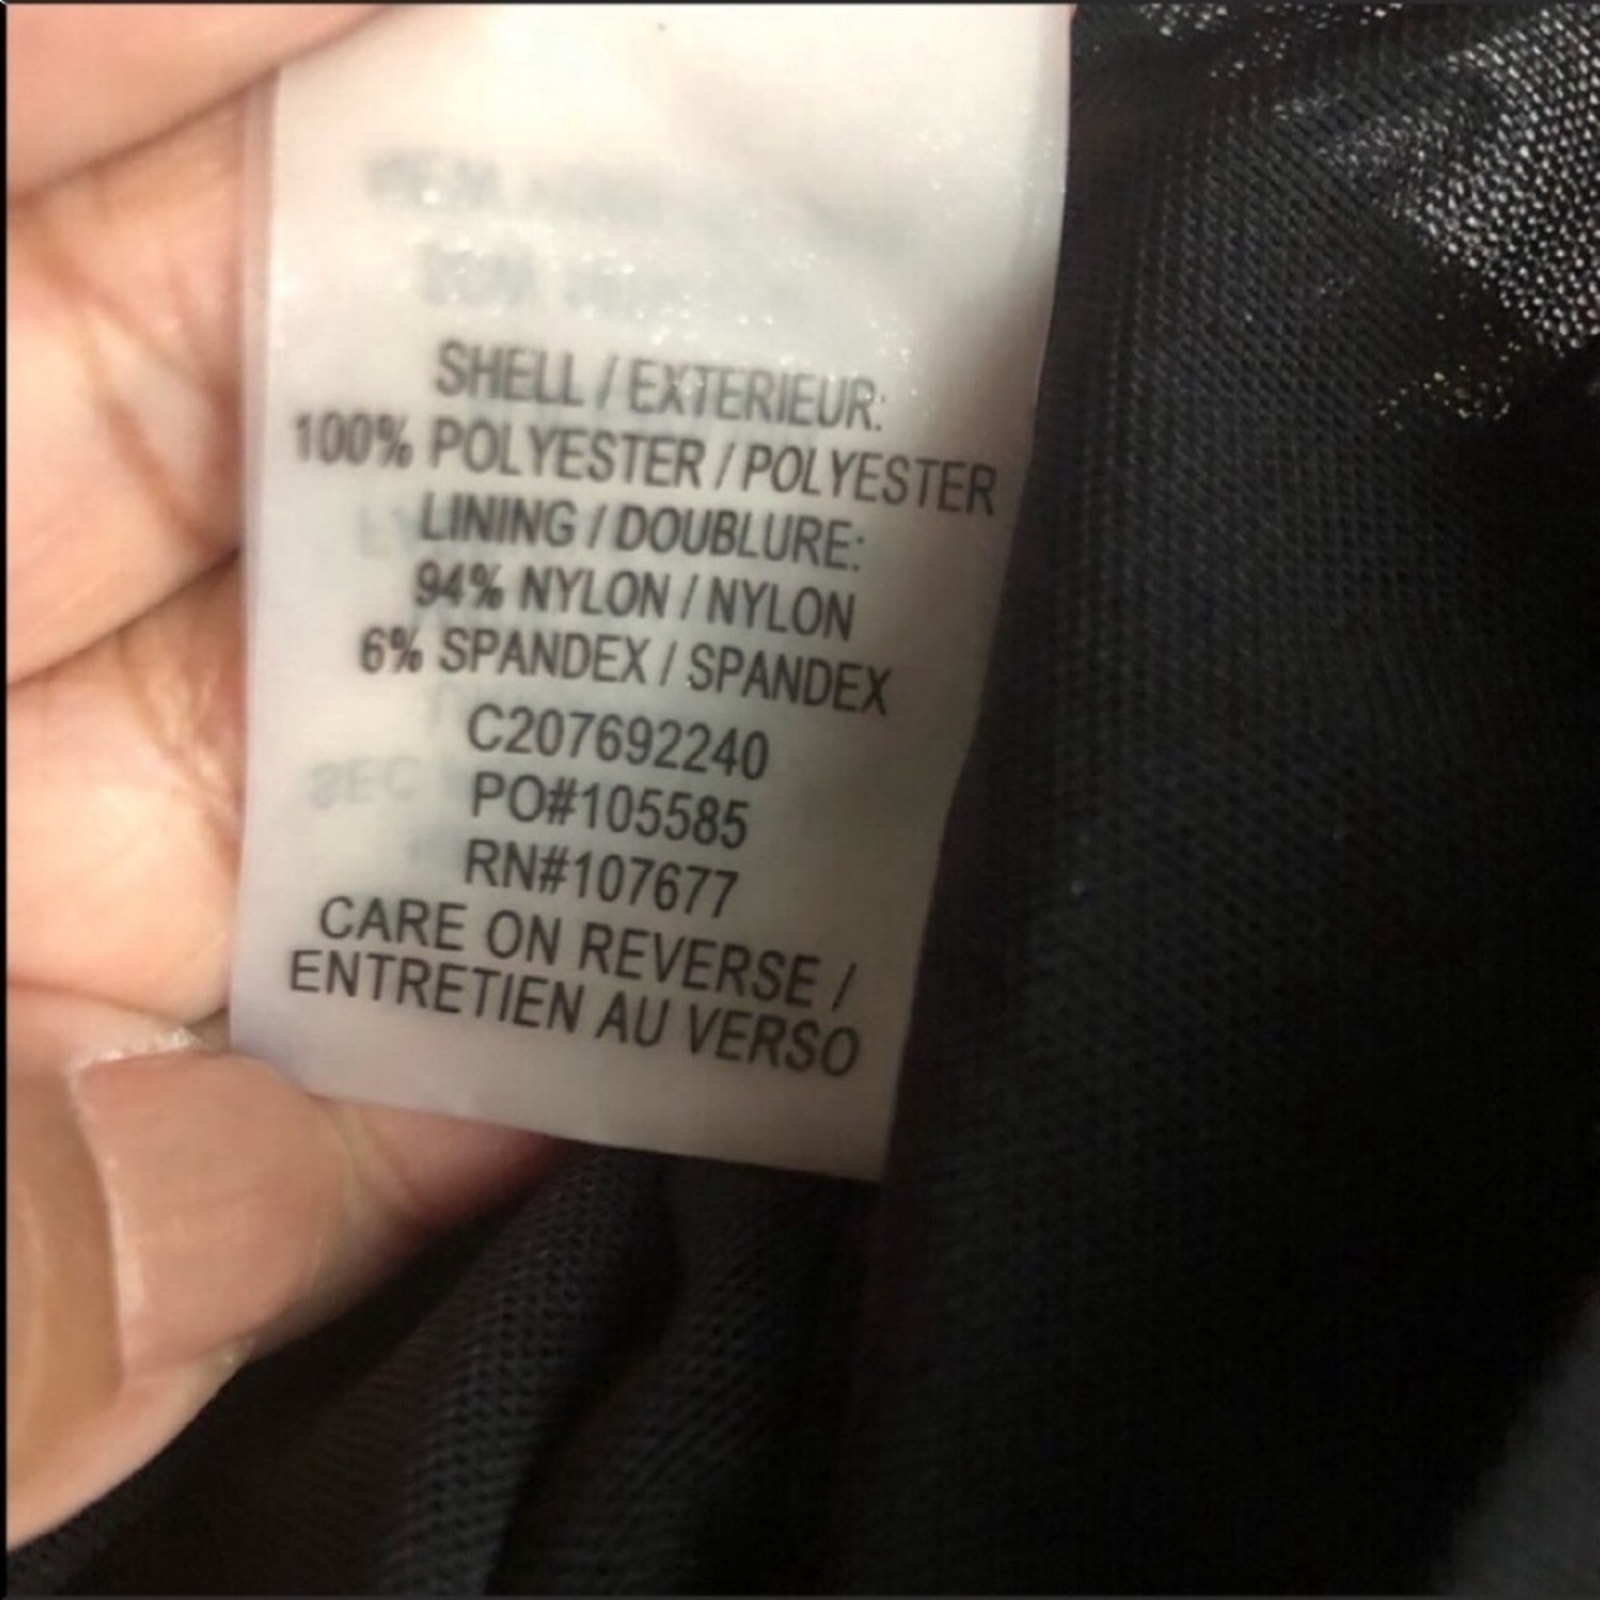 SHELL / EXTERIEUR:
100% POLYESTER / POLYESTER
LINING / DOUBLURE:
94% NYLON / NYLON
6% SPANDEX / SPANDEX
C207692240
PO#105585
RN#107677
CARE ON REVERSE /
ENTRETIEN AU VERSO